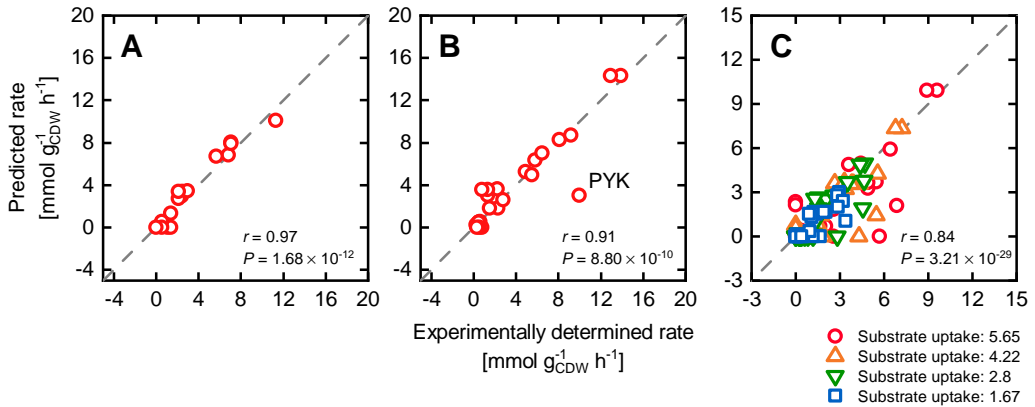 A
B
C
Predicted rate
[mmol g⁻¹CDW h⁻¹]
20
16
12
8
4
0
-4
r = 0.97
P = 1.68 × 10⁻¹²
-4 0 4 8 12 16 20
20
16
12
8
4
0
-4
PYK
r = 0.91
P = 8.80 × 10⁻¹⁰
-4 0 4 8 12 16 20
15
12
9
6
3
0
-3
r = 0.84
P = 3.21 × 10⁻²⁹
-3 0 3 6 9 12 15
Experimentally determined rate
[mmol g⁻¹CDW h⁻¹]
Substrate uptake: 5.65
Substrate uptake: 4.22
Substrate uptake: 2.8
Substrate uptake: 1.67